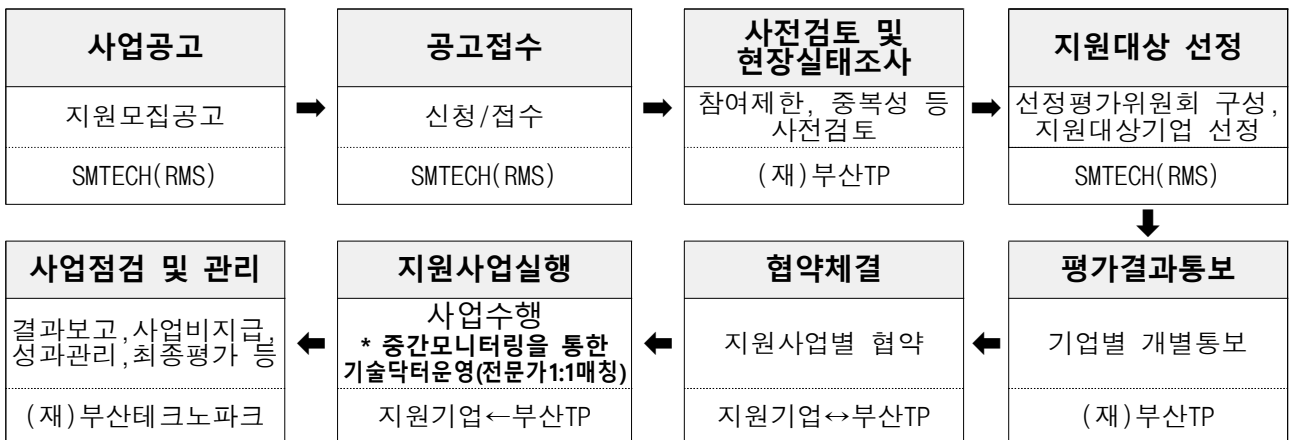 사업공고
지원모집공고
SMTECH(RMS)
➡
공고접수
신청/접수
SMTECH(RMS)
➡
사전검토 및
현장실태조사
참여제한, 중복성 등
사전검토
(재)부산TP
➡
지원대상 선정
선정평가위원회 구성,
지원대상기업 선정
SMTECH(RMS)
⬇
평가결과통보
기업별 개별통보
(재)부산TP
⬅
협약체결
지원사업별 협약
지원기업↔부산TP
⬅
지원사업실행
사업수행
* 중간모니터링을 통한
기술닥터운영(전문가1:1매칭)
지원기업←부산TP
⬅
사업점검 및 관리
결과보고,사업비지급,
성과관리,최종평가 등
(재)부산테크노파크